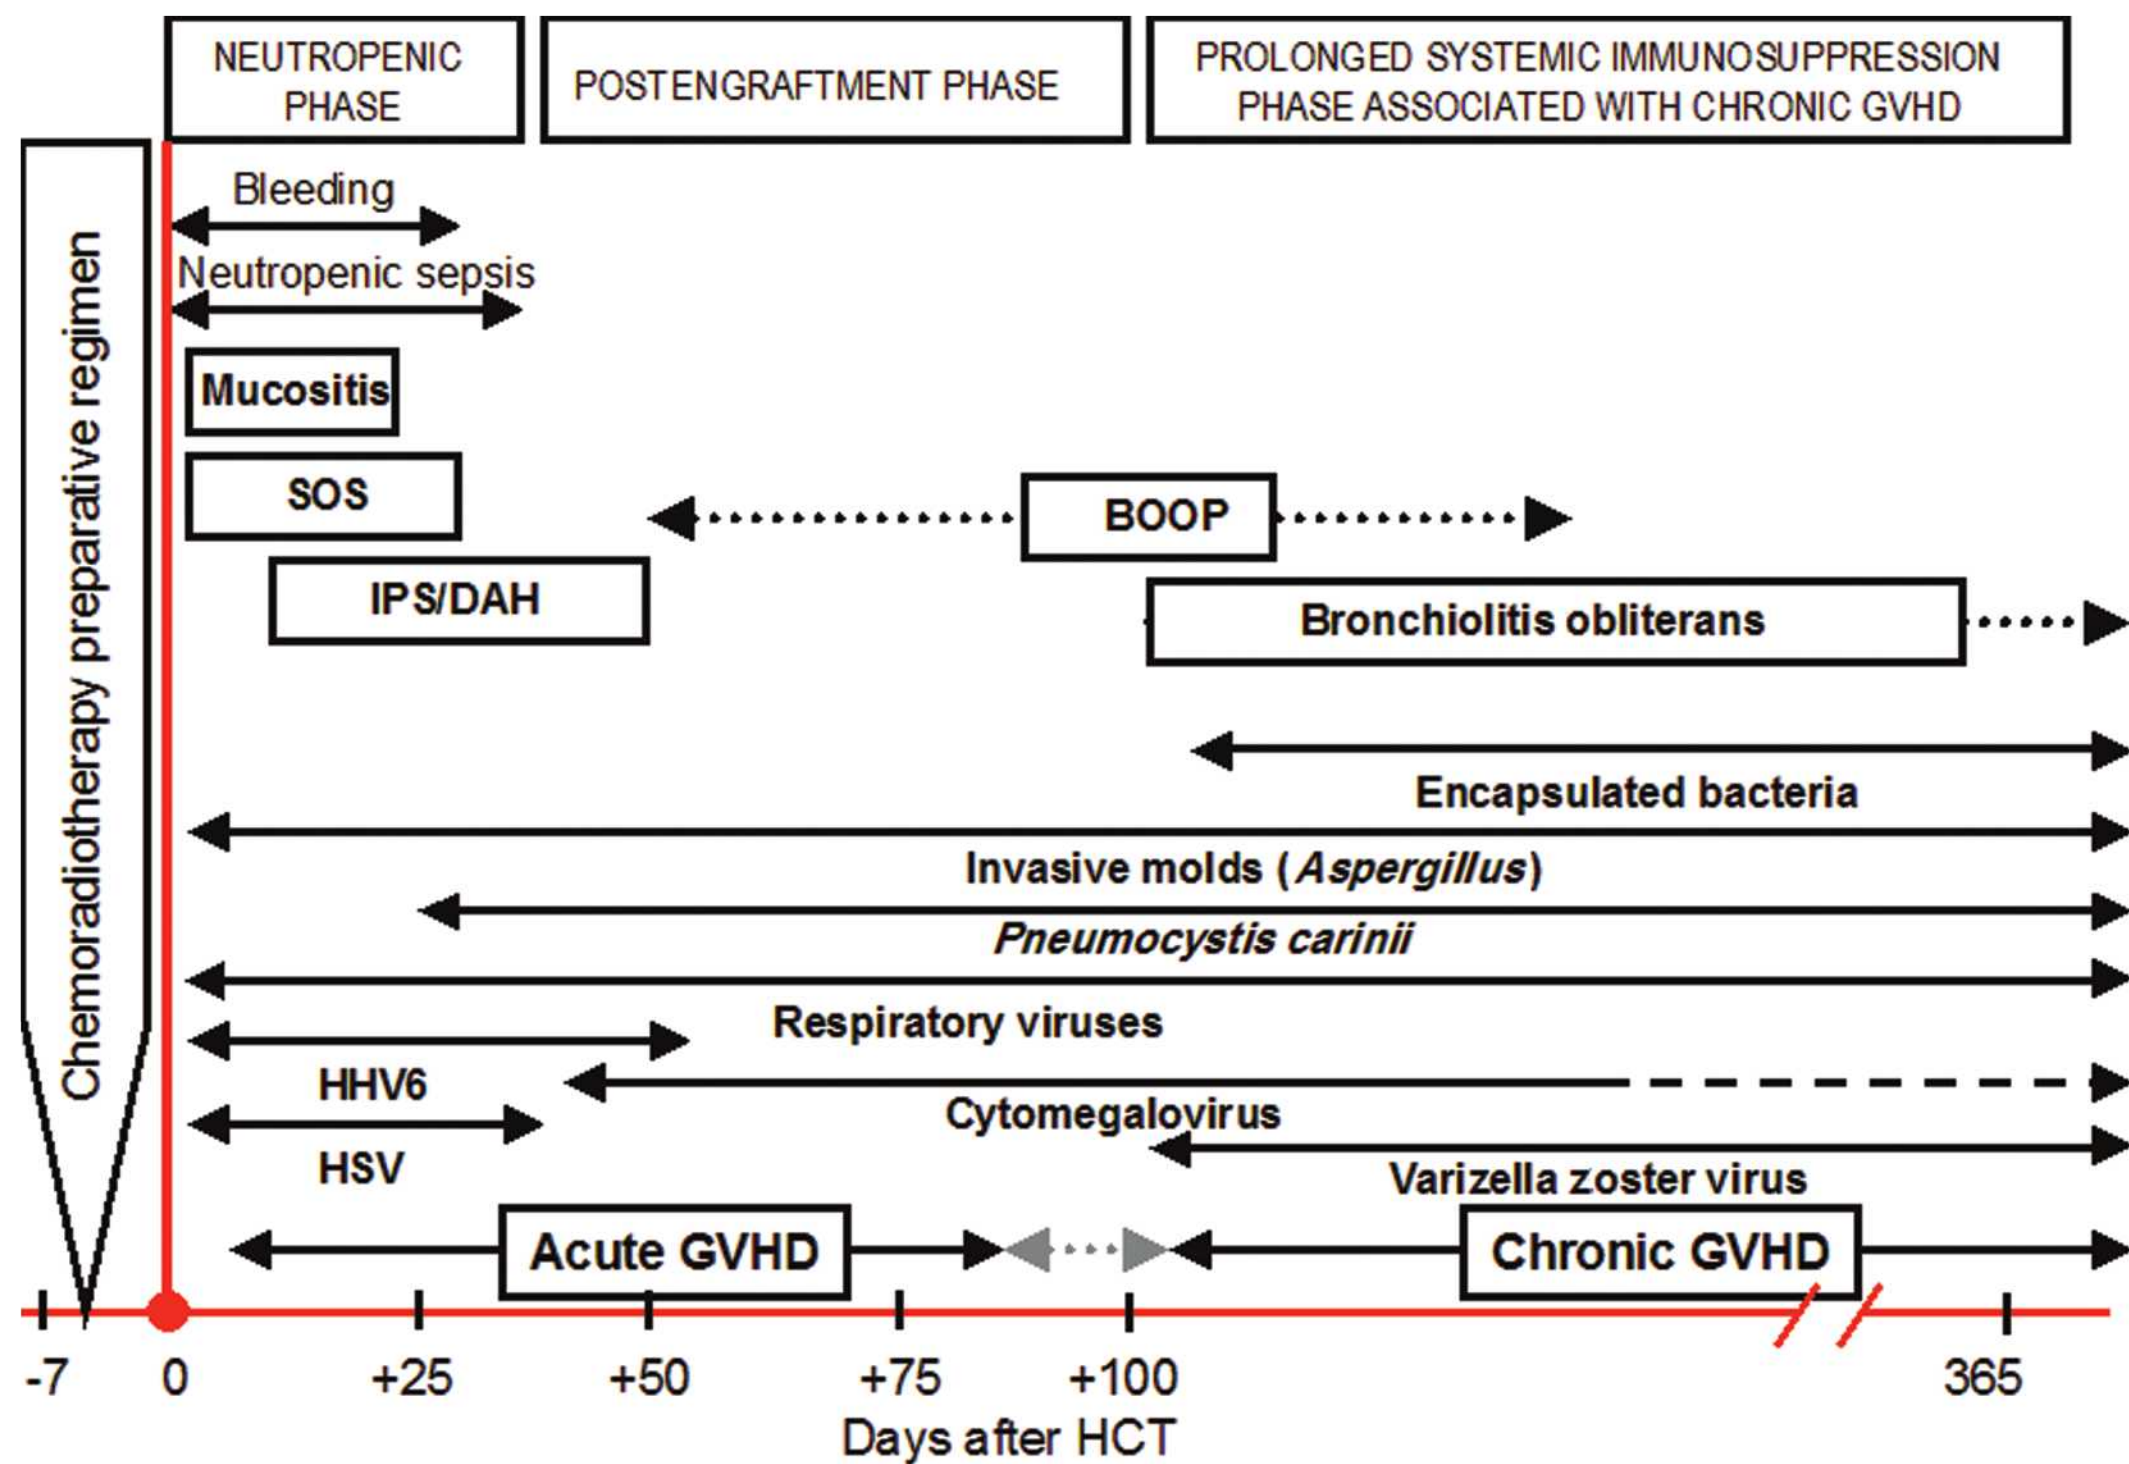 NEUTROPENIC
PHASE
POSTENGRAFTMENT PHASE
PROLONGED SYSTEMIC IMMUNOSUPPRESSION
PHASE ASSOCIATED WITH CHRONIC GVHD
Chemoradiotherapy preparative regimen
Bleeding
Neutropenic sepsis
Mucositis
SOS
BOOP
IPS/DAH
Bronchiolitis obliterans
Encapsulated bacteria
Invasive molds (Aspergillus)
Pneumocystis carinii
Respiratory viruses
HHV6
Cytomegalovirus
HSV
Varizella zoster virus
Acute GVHD
Chronic GVHD
-7 0 +25 +50 +75 +100 365
Days after HCT